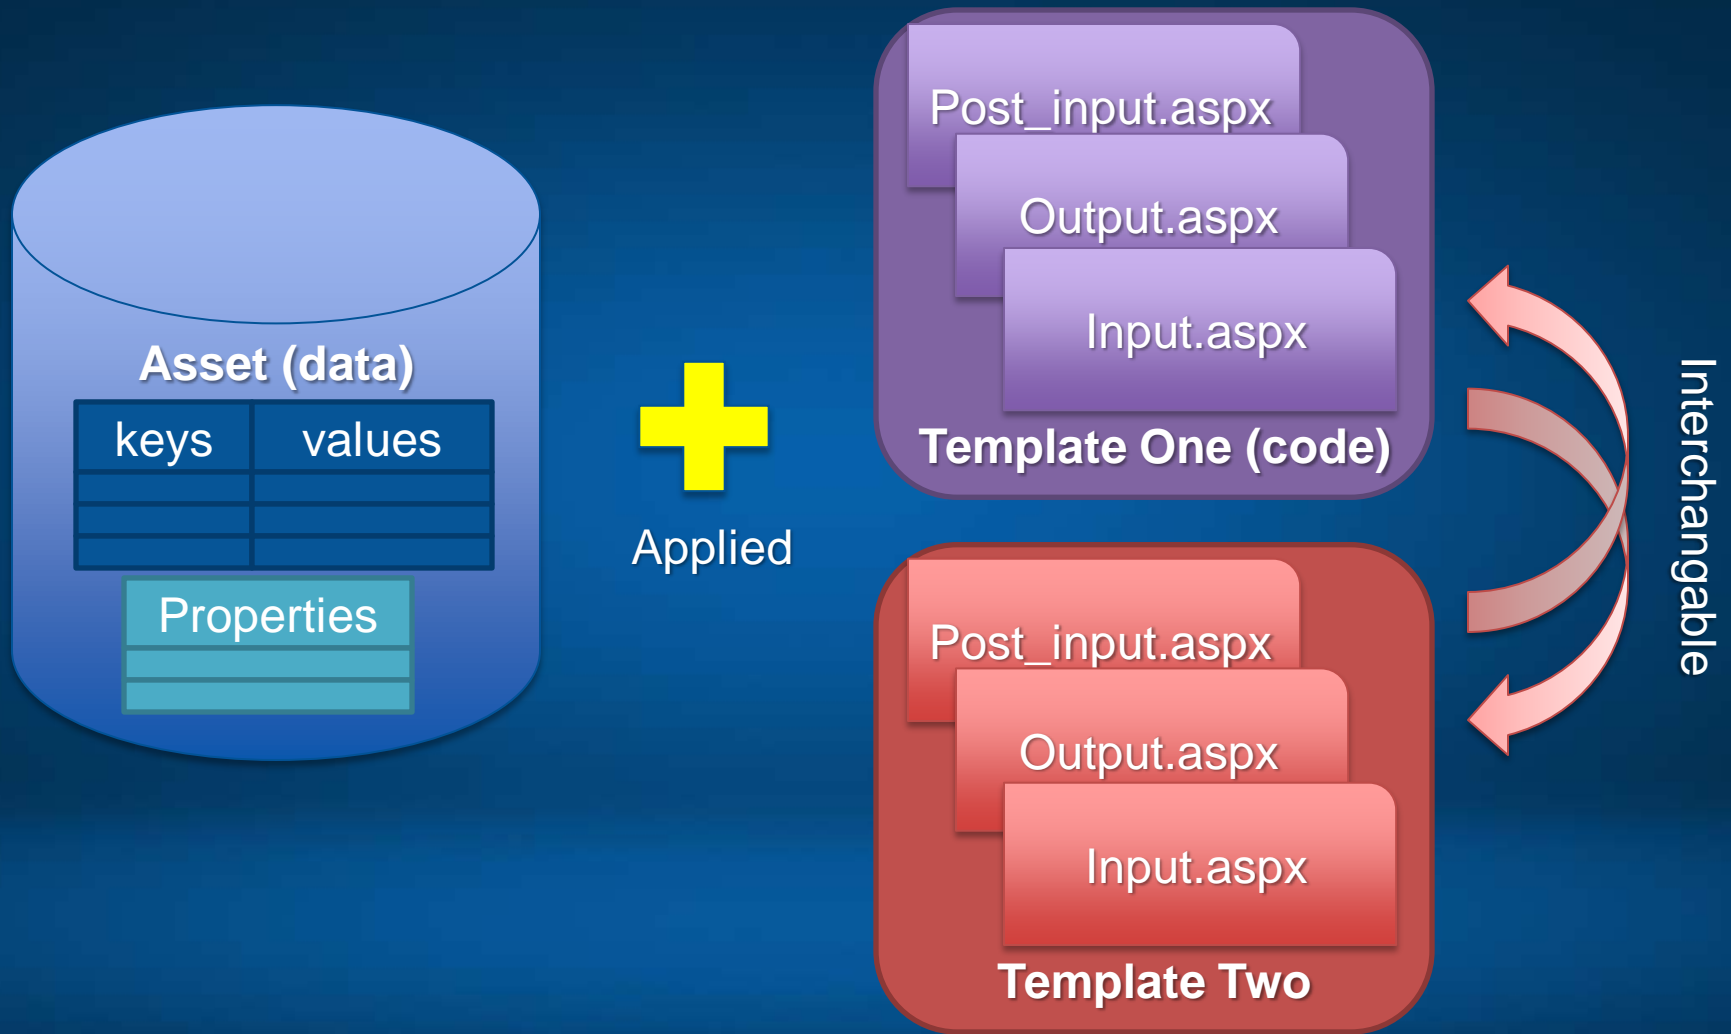 Asset (data)
keys values
Properties
Applied
Post_input.aspx
Output.aspx
Input.aspx
Template One (code)
Post_input.aspx
Output.aspx
Input.aspx
Template Two
Interchangable